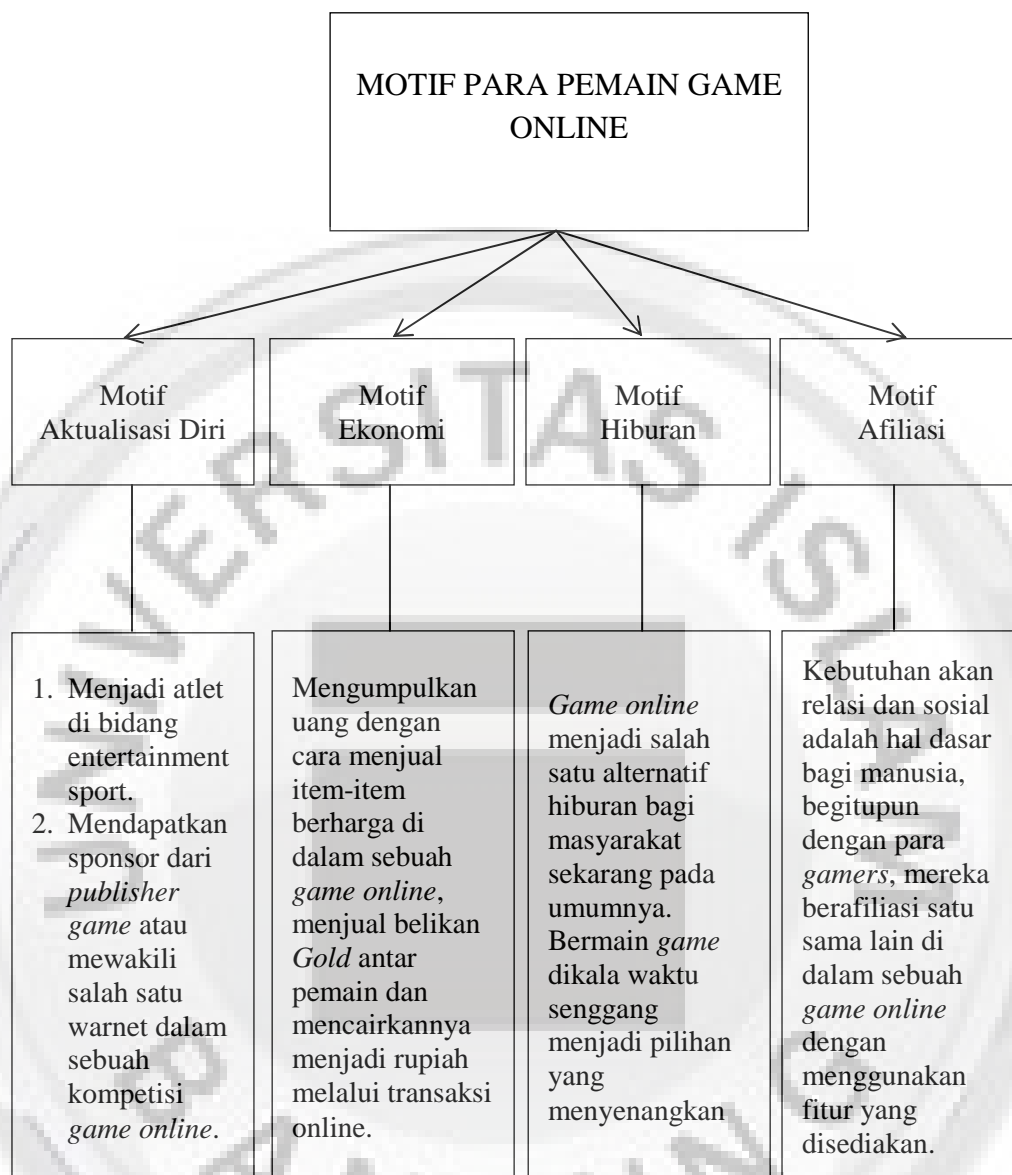 MOTIF PARA PEMAIN GAME
ONLINE
Motif
Aktualisasi Diri
Motif
Ekonomi
Motif
Hiburan
Motif
Afiliasi
1. Menjadi atlet
di bidang
entertainment
sport.
2. Mendapatkan
sponsor dari
publisher
game atau
mewakili
salah satu
warnet dalam
sebuah
kompetisi
game online.
Mengumpulkan
uang dengan
cara menjual
item-item
berharga di
dalam sebuah
game online,
menjual belikan
Gold antar
pemain dan
mencairkannya
menjadi rupiah
melalui transaksi
online.
Game online
menjadi salah
satu alternatif
hiburan bagi
masyarakat
sekarang pada
umumnya.
Bermain game
dikala waktu
senggang
menjadi pilihan
yang
menyenangkan
Kebutuhan akan
relasi dan sosial
adalah hal dasar
bagi manusia,
begitupun
dengan para
gamers, mereka
berafiliasi satu
sama lain di
dalam sebuah
game online
dengan
menggunakan
fitur yang
disediakan.
UNIVERSITAS ISLAM